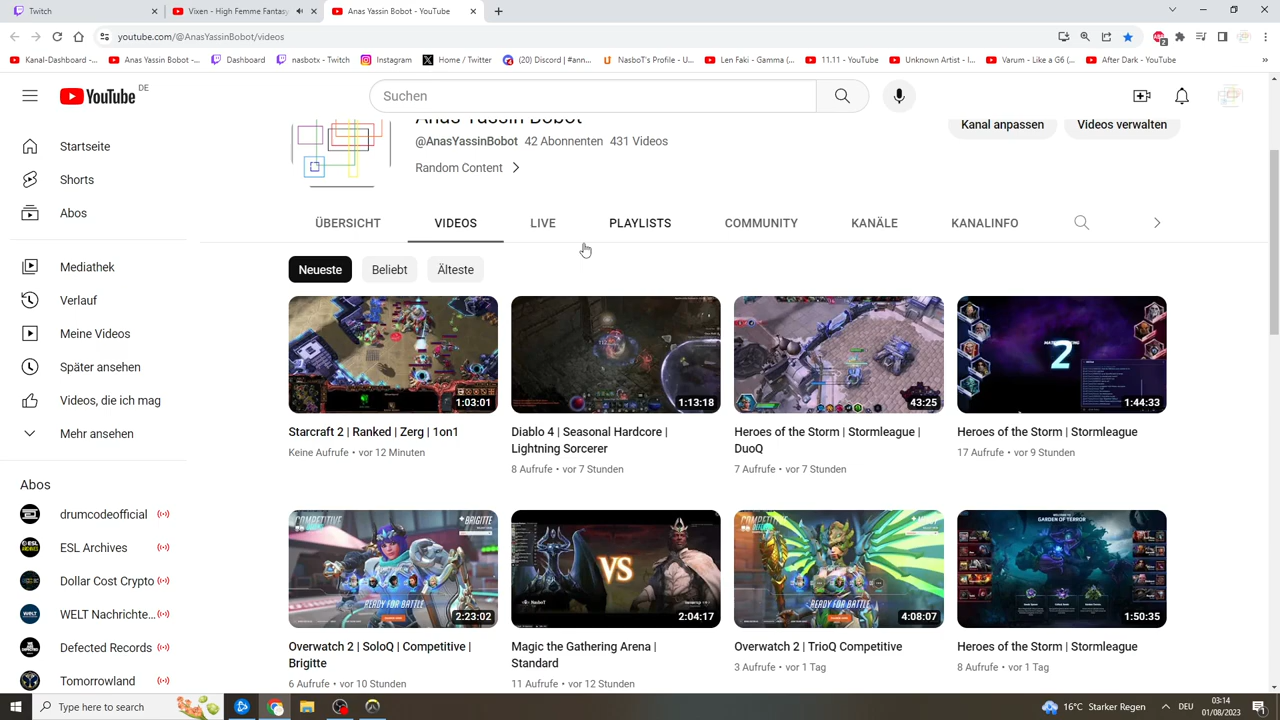 Twitch
Vixen - High Femme Fantasy
Anas Yassin Bobot - YouTube
youtube.com/@AnasYassinBobot/videos
Kanal-Dashboard -...
Anas Yassin Bobot -...
Dashboard
nasbotx - Twitch
Instagram
Home / Twitter
(20) Discord | #ann...
NasboT's Profile - U...
Len Faki - Gamma (...
11.11 - YouTube
Unknown Artist - I...
Varum - Like a G6 (...
After Dark - YouTube
YouTube DE
Suchen
Anas Yassin Bobot
@AnasYassinBobot 42 Abonnenten 431 Videos
Random Content
Kanal anpassen
Videos verwalten
Startseite
Shorts
Abos
Mediathek
Verlauf
Meine Videos
Später ansehen
Videos, die ich mag
Mehr ansehen
Abos
drumcodeofficial
ESL Archives
Dollar Cost Crypto
WELT Nachrichte...
Defected Records
Tomorrowland
ÜBERSICHT
VIDEOS
LIVE
PLAYLISTS
COMMUNITY
KANÄLE
KANALINFO
Neueste
Beliebt
Älteste
1:03:01
Starcraft 2 | Ranked | Zerg | 1on1
Keine Aufrufe • vor 12 Minuten
1:13:18
Diablo 4 | Seasonal Hardcore |
Lightning Sorcerer
8 Aufrufe • vor 7 Stunden
43:25
Heroes of the Storm | Stormleague |
DuoQ
7 Aufrufe • vor 7 Stunden
2
1:44:33
Heroes of the Storm | Stormleague
17 Aufrufe • vor 9 Stunden
COMPETITIVE
BRIGITTE
READY FOR BATTLE
2:23:02
Overwatch 2 | SoloQ | Competitive |
Brigitte
6 Aufrufe • vor 10 Stunden
VS
2:04:17
Magic the Gathering Arena |
Standard
11 Aufrufe • vor 12 Stunden
COMPETITIVE
READY FOR BATTLE
4:08:07
Overwatch 2 | TrioQ Competitive
3 Aufrufe • vor 1 Tag
GARDEN OF TERROR
1:50:35
Heroes of the Storm | Stormleague
8 Aufrufe • vor 1 Tag
Type here to search
16°C Starker Regen
DEU
03:14
01/08/2023